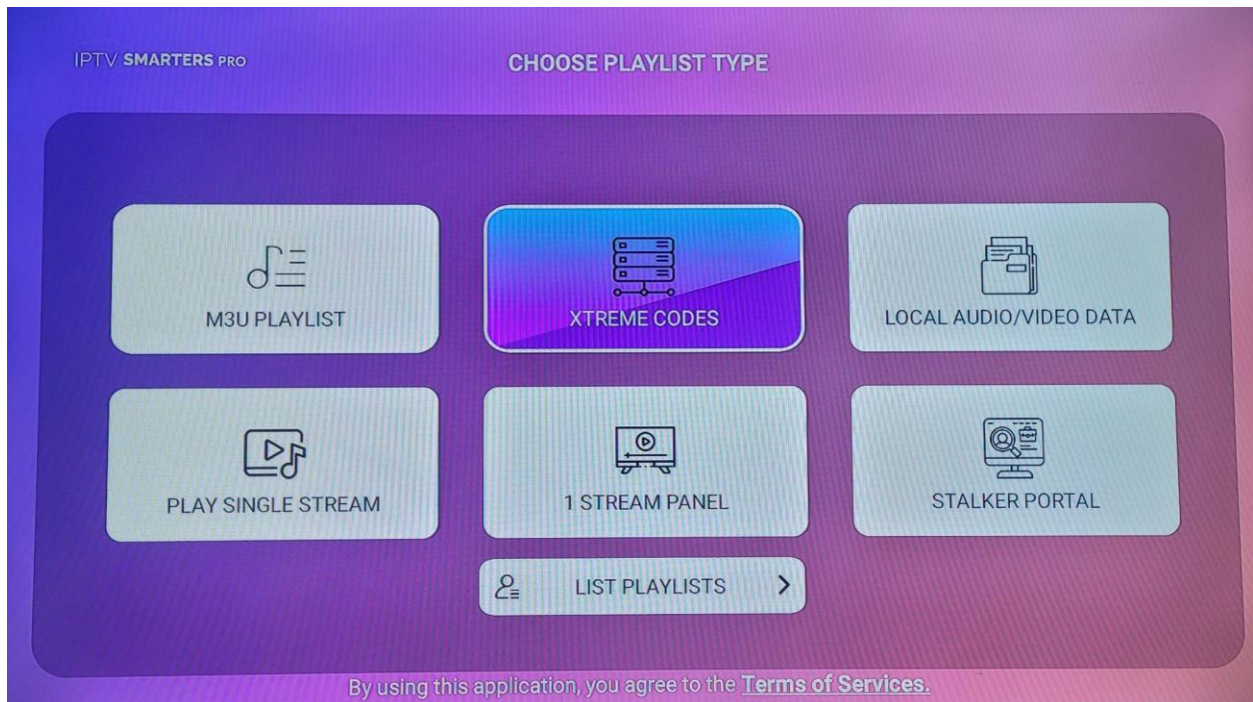 IPTV SMARTERS PRO
CHOOSE PLAYLIST TYPE
M3U PLAYLIST
XTREME CODES
LOCAL AUDIO/VIDEO DATA
PLAY SINGLE STREAM
1 STREAM PANEL
STALKER PORTAL
LIST PLAYLISTS
By using this application, you agree to the Terms of Services.